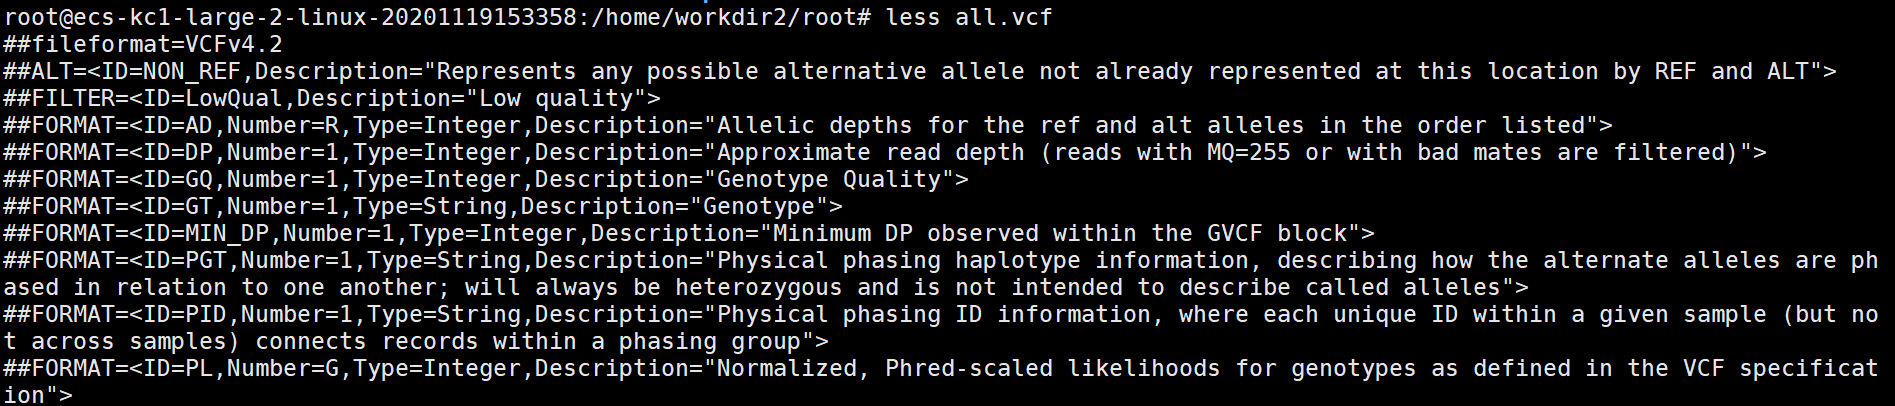 root@ecs-kc1-large-2-linux-20201119153358:/home/workdir2/root# less all.vcf
##fileformat=VCFv4.2
##ALT=<ID=NON_REF,Description="Represents any possible alternative allele not already represented at this location by REF and ALT">
##FILTER=<ID=LowQual,Description="Low quality">
##FORMAT=<ID=AD,Number=R,Type=Integer,Description="Allelic depths for the ref and alt alleles in the order listed">
##FORMAT=<ID=DP,Number=1,Type=Integer,Description="Approximate read depth (reads with MQ=255 or with bad mates are filtered)">
##FORMAT=<ID=GQ,Number=1,Type=Integer,Description="Genotype Quality">
##FORMAT=<ID=GT,Number=1,Type=String,Description="Genotype">
##FORMAT=<ID=MIN_DP,Number=1,Type=Integer,Description="Minimum DP observed within the GVCF block">
##FORMAT=<ID=PGT,Number=1,Type=String,Description="Physical phasing haplotype information, describing how the alternate alleles are ph
ased in relation to one another; will always be heterozygous and is not intended to describe called alleles">
##FORMAT=<ID=PID,Number=1,Type=String,Description="Physical phasing ID information, where each unique ID within a given sample (but no
t across samples) connects records within a phasing group">
##FORMAT=<ID=PL,Number=G,Type=Integer,Description="Normalized, Phred-scaled likelihoods for genotypes as defined in the VCF specificat
ion">